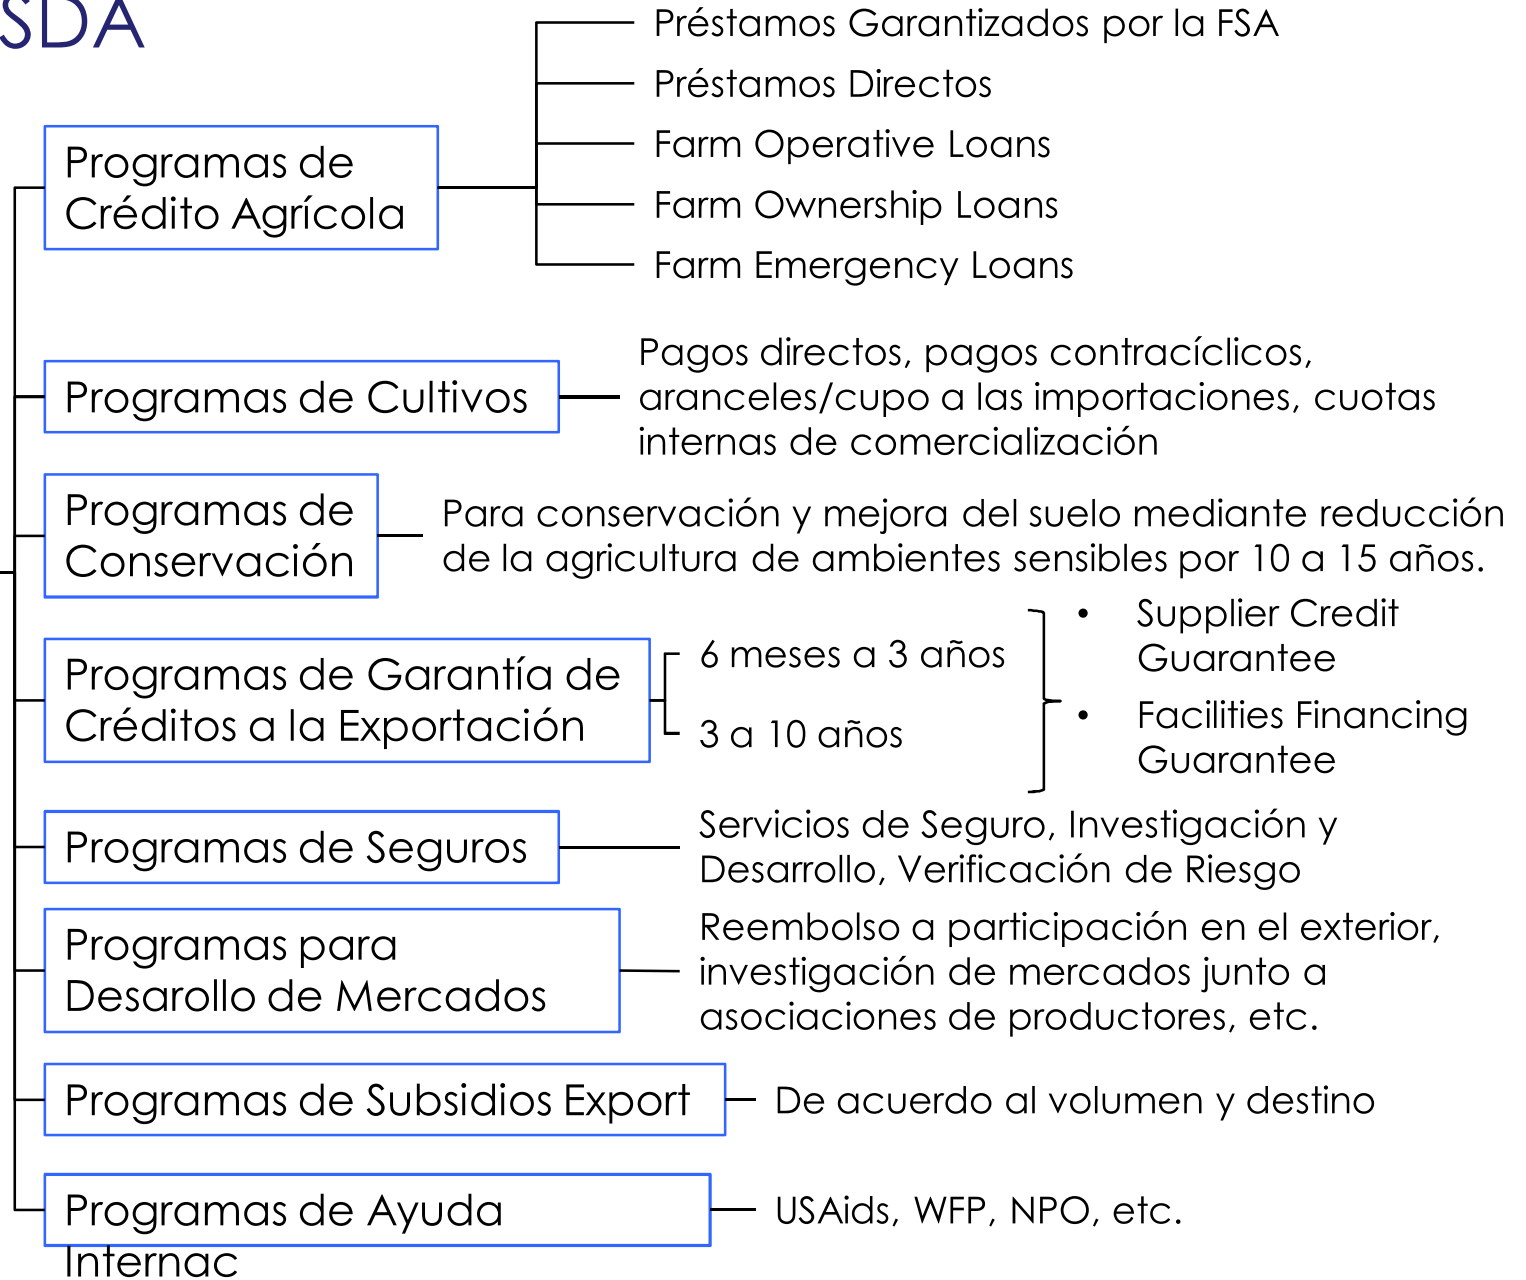 SDA
Préstamos Garantizados por la FSA
Préstamos Directos
Farm Operative Loans
Farm Ownership Loans
Farm Emergency Loans
Programas de
Crédito Agrícola
Programas de Cultivos
Pagos directos, pagos contracíclicos,
aranceles/cupo a las importaciones, cuotas
internas de comercialización
Programas de
Conservación
Para conservación y mejora del suelo mediante reducción
de la agricultura de ambientes sensibles por 10 a 15 años.
Programas de Garantía de
Créditos a la Exportación
6 meses a 3 años
3 a 10 años
• Supplier Credit
Guarantee
• Facilities Financing
Guarantee
Programas de Seguros
Servicios de Seguro, Investigación y
Desarrollo, Verificación de Riesgo
Programas para
Desarollo de Mercados
Reembolso a participación en el exterior,
investigación de mercados junto a
asociaciones de productores, etc.
Programas de Subsidios Export
De acuerdo al volumen y destino
Programas de Ayuda
Internac
USAids, WFP, NPO, etc.